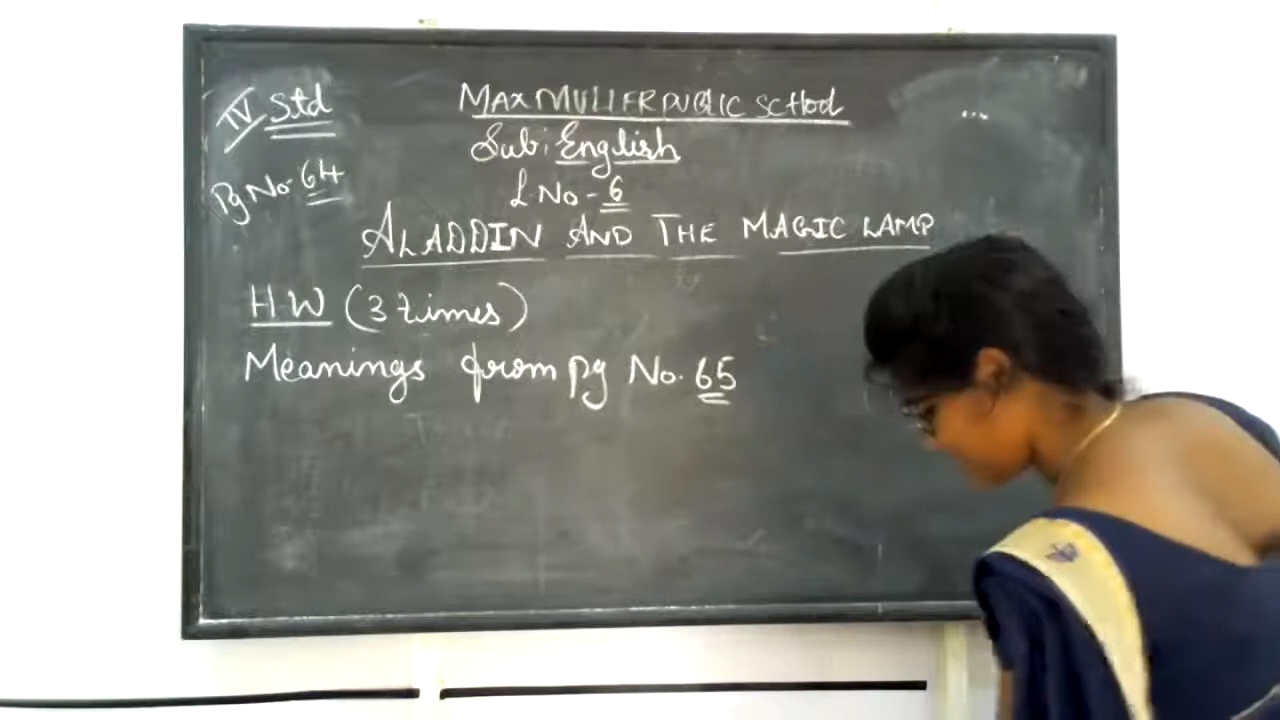 IV Std
MAX MULLER PUBLIC SCHOOL
Sub: English
Pg No. 64
L No - 6
ALADDIN AND THE MAGIC LAMP
H.W (3 times)
Meanings from pg No. 65